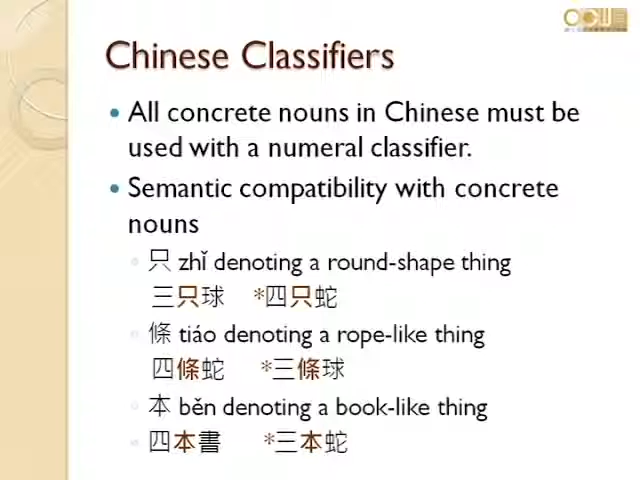 Chinese Classifiers
All concrete nouns in Chinese must be
used with a numeral classifier.
Semantic compatibility with concrete
nouns
只 zhǐ denoting a round-shape thing
三只球 *四只蛇
條 tiáo denoting a rope-like thing
四條蛇 *三條球
本 běn denoting a book-like thing
四本書 *三本蛇